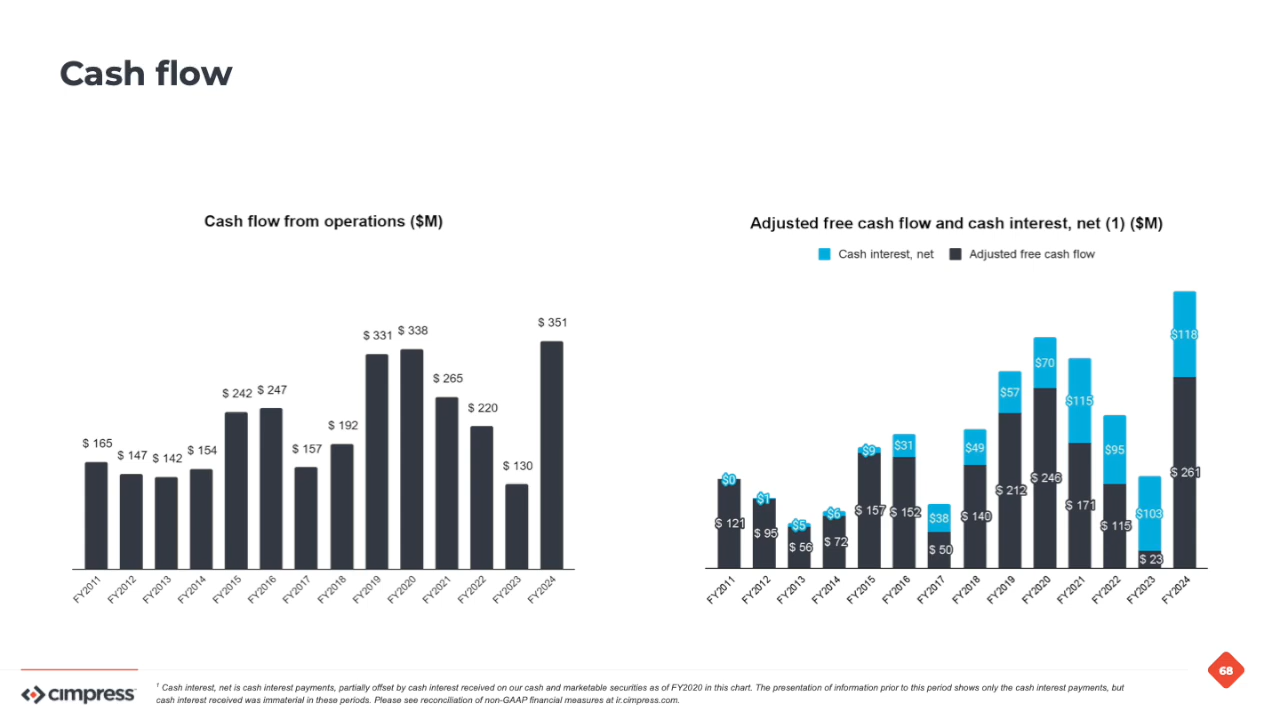 Cash flow
Cash flow from operations ($M)
$ 165
$ 147
$ 142
$ 154
$ 242
$ 247
$ 157
$ 192
$ 331
$ 338
$ 265
$ 220
$ 130
$ 351
FY2011
FY2012
FY2013
FY2014
FY2015
FY2016
FY2017
FY2018
FY2019
FY2020
FY2021
FY2022
FY2023
FY2024
Adjusted free cash flow and cash interest, net (1) ($M)
Cash interest, net
Adjusted free cash flow
$0
$1
$5
$6
$9
$31
$38
$49
$57
$70
$115
$95
$103
$118
$ 121
$ 95
$ 56
$ 72
$ 157
$ 152
$ 50
$ 140
$ 212
$ 246
$ 171
$ 115
$ 23
$ 261
FY2011
FY2012
FY2013
FY2014
FY2015
FY2016
FY2017
FY2018
FY2019
FY2020
FY2021
FY2022
FY2023
FY2024
68
cimpress
1 Cash interest, net is cash interest payments, partially offset by cash interest received on our cash and marketable securities as of FY2020 in this chart. The presentation of information prior to this period shows only the cash interest payments, but
cash interest received was immaterial in these periods. Please see reconciliation of non-GAAP financial measures at ir.cimpress.com.